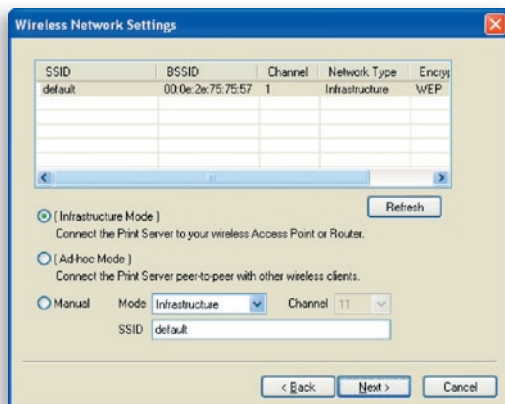 Wireless Network Settings
SSID BSSID Channel Network Type Encryp
default 00:0e:2e:75:75:57 1 Infrastructure WEP
Refresh
( Infrastructure Mode )
Connect the Print Server to your wireless Access Point or Router.
( Ad-hoc Mode )
Connect the Print Server peer-to-peer with other wireless clients.
Manual Mode Infrastructure Channel 11
SSID default
< Back Next > Cancel